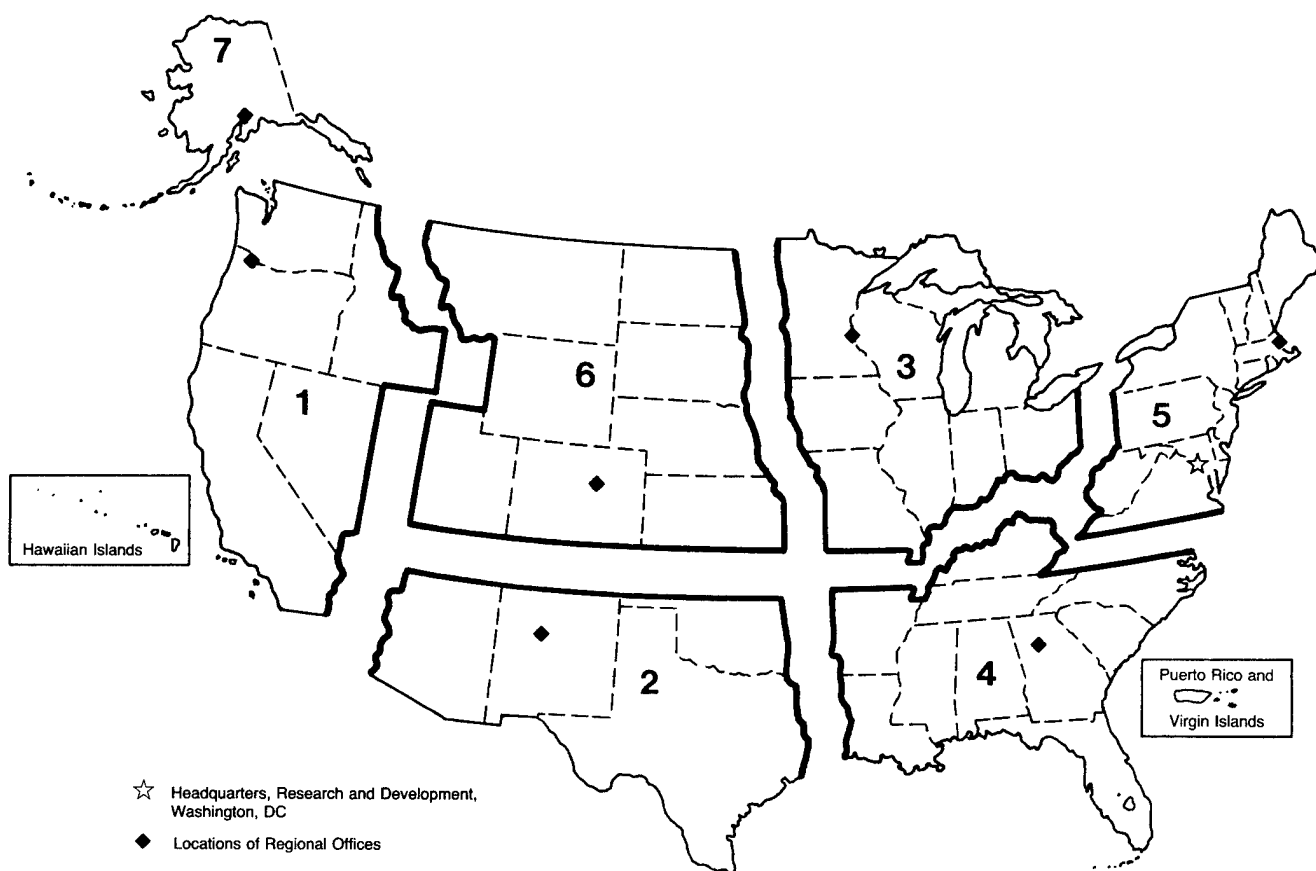 7
6
3
1
5
Hawaiian Islands
2
4
Puerto Rico and
Virgin Islands
Headquarters, Research and Development,
Washington, DC
Locations of Regional Offices